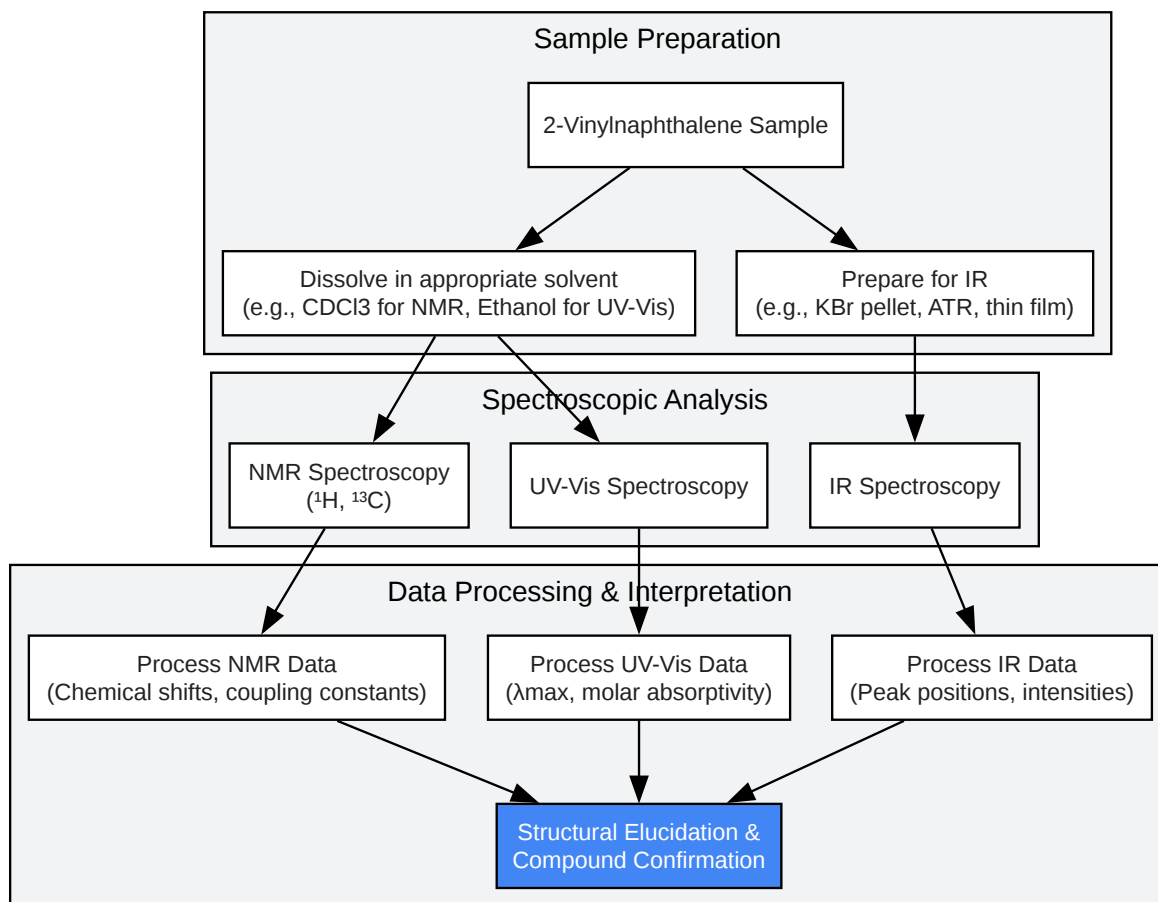 Sample Preparation
2-Vinylnaphthalene Sample
Dissolve in appropriate solvent
(e.g., CDCl3 for NMR, Ethanol for UV-Vis)
Prepare for IR
(e.g., KBr pellet, ATR, thin film)
Spectroscopic Analysis
NMR Spectroscopy
(¹H, ¹³C)
UV-Vis Spectroscopy
IR Spectroscopy
Data Processing & Interpretation
Process NMR Data
(Chemical shifts, coupling constants)
Process UV-Vis Data
(λmax, molar absorptivity)
Process IR Data
(Peak positions, intensities)
Structural Elucidation &
Compound Confirmation